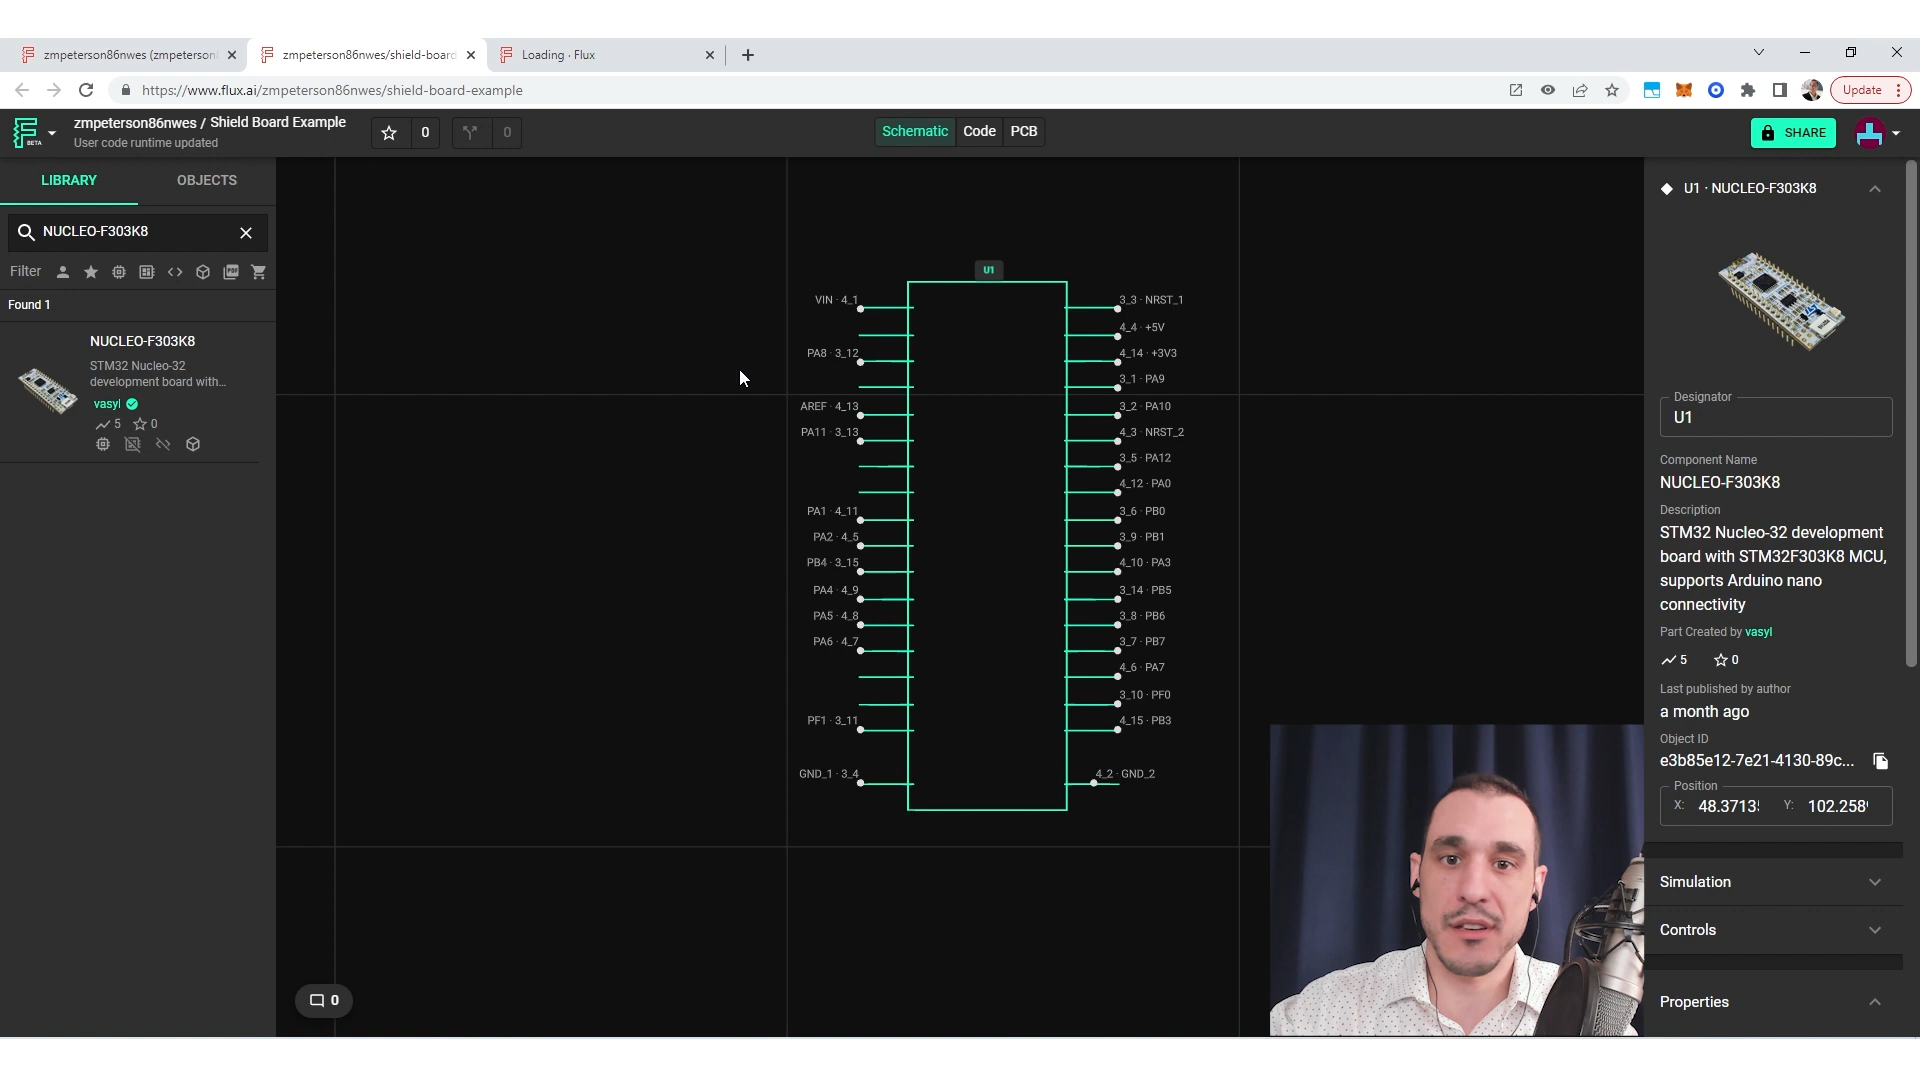 zmpeterson86nwes (zmpeterson
zmpeterson86nwes/shield-board
Loading · Flux
https://www.flux.ai/zmpeterson86nwes/shield-board-example
Update
BETA
zmpeterson86nwes / Shield Board Example
User code runtime updated
0
0
Schematic
Code
PCB
SHARE
LIBRARY
OBJECTS
NUCLEO-F303K8
Filter
Found 1
NUCLEO-F303K8
STM32 Nucleo-32
development board with...
vasyl
5
0
U1
VIN · 4_1
PA8 · 3_12
AREF · 4_13
PA11 · 3_13
PA1 · 4_11
PA2 · 4_5
PB4 · 3_15
PA4 · 4_9
PA5 · 4_8
PA6 · 4_7
PF1 · 3_11
GND_1 · 3_4
3_3 · NRST_1
4_4 · +5V
4_14 · +3V3
3_1 · PA9
3_2 · PA10
4_3 · NRST_2
3_5 · PA12
4_12 · PA0
3_6 · PB0
3_9 · PB1
4_10 · PA3
3_14 · PB5
3_8 · PB6
3_7 · PB7
4_6 · PA7
3_10 · PF0
4_15 · PB3
4_2 · GND_2
0
U1 · NUCLEO-F303K8
Designator
U1
Component Name
NUCLEO-F303K8
Description
STM32 Nucleo-32 development
board with STM32F303K8 MCU,
supports Arduino nano
connectivity
Part Created by vasyl
5
0
Last published by author
a month ago
Object ID
e3b85e12-7e21-4130-89c...
Position
X: 48.3713 Y: 102.258
Simulation
Controls
Properties